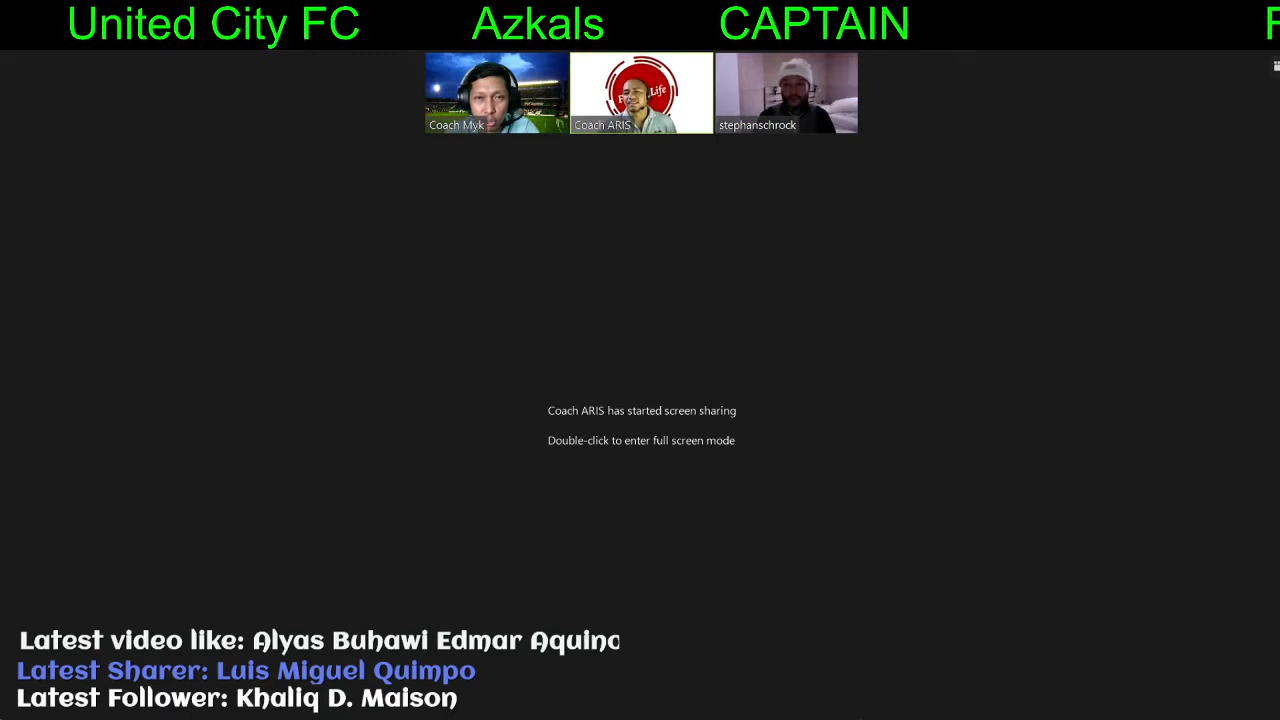 United City FC Azkals CAPTAIN
Coach Myk
Coach ARIS
stephanschrock
Coach ARIS has started screen sharing
Double-click to enter full screen mode
Latest video like: Alyas Buhawi Edmar Aquino
Latest Sharer: Luis Miguel Quimpo
Latest Follower: Khaliq D. Maison